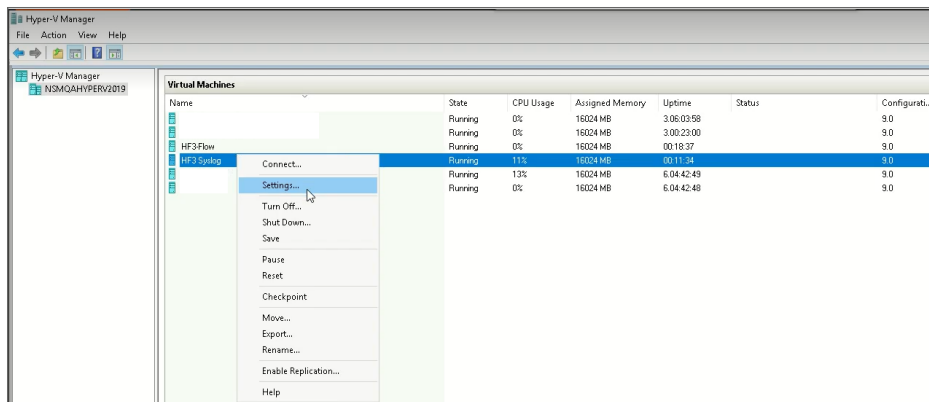 Hyper-V Manager
File Action View Help
Hyper-V Manager
NSMQAHYPERV2019
Virtual Machines
Name State CPU Usage Assigned Memory Uptime Status Configurati..
Running 0% 16024 MB 3.06:03:58 9.0
Running 0% 16024 MB 3.00:23:00 9.0
HF3-Flow Running 0% 16024 MB 00:18:37 9.0
HF3 Syslog Running 11% 16024 MB 00:11:34 9.0
Running 13% 16024 MB 6.04:42:49 9.0
Running 0% 16024 MB 6.04:42:48 9.0
Connect...
Settings...
Turn Off...
Shut Down...
Save
Pause
Reset
Checkpoint
Move...
Export...
Rename...
Enable Replication...
Help